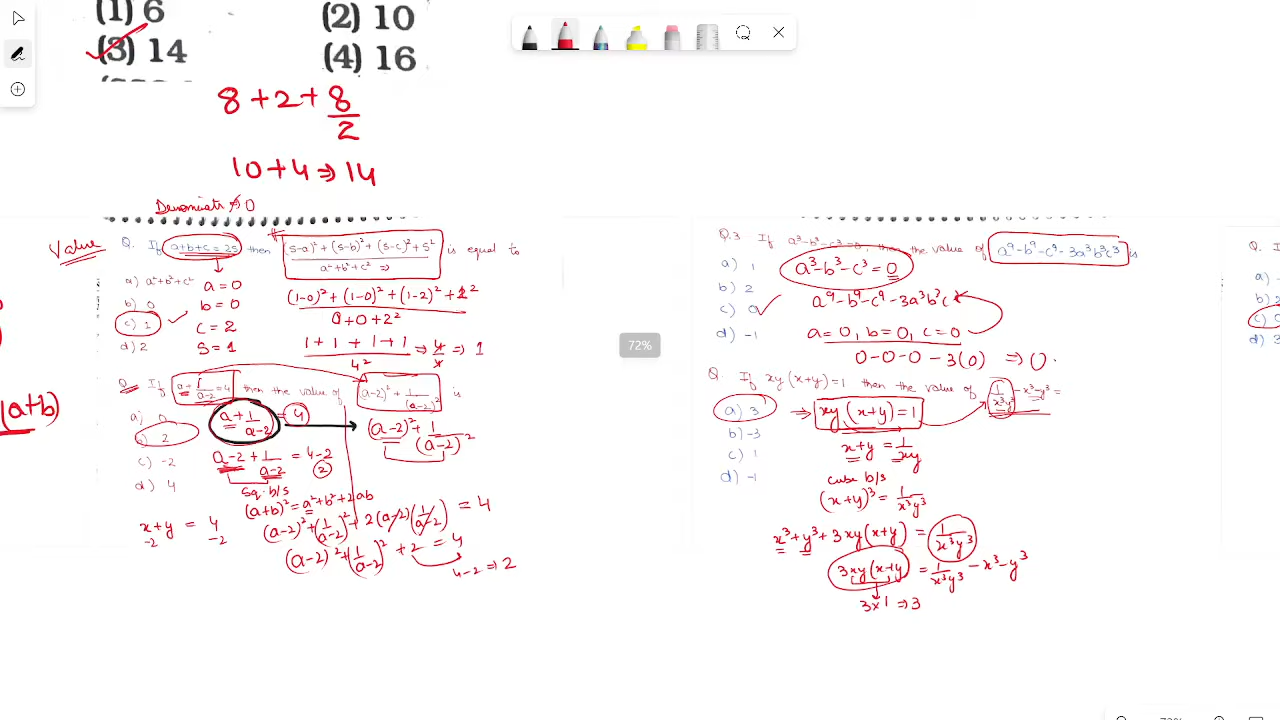 (1) 6
(2) 10
(3) 14
(4) 16
8 + 2 + 8/2
10 + 4 ⇒ 14
Value
Q. If a+b+c = 2s then (s-a)² + (s-b)² + (s-c)² + s² / a² + b² + c² ⇒ is equal to
a) a² + b² + c²
b) 0
c) 1
d) 2
a = 0
b = 0
c = 2
s = 1
(1-0)² + (1-0)² + (1-2)² + 1² / 0 + 0 + 2²
1 + 1 + 1 + 1 / 4² ⇒ 4/4 ⇒ 1
Q. If a + 1/a-2 = 4 then the value of (a-2)² + 1/(a-2)² is
a) 0
2
c) -2
d) 4
a + 1/a-2 = 4
(a-2)² + 1/(a-2)²
a-2 + 1/a-2 = 4-2
2
Sq. b/s
(a+b)² = a² + b² + 2ab
x+y = 4
-2 -2
(a-2)² + (1/a-2)² + 2(a-2)(1/a-2) = 4
(a-2)² + (1/a-2)² + 2 = 4
4-2 ⇒ 2
(a+b)
72%
Q.3 If a³-b³-c³=0 then the value of a⁹-b⁹-c⁹-3a³b³c³ is
a) 1
b) 2
c) 0
d) -1
a³-b³-c³ = 0
a⁹-b⁹-c⁹-3a³b³c³
a=0, b=0, c=0
0-0-0-3(0) ⇒ 0
Q. If xy(x+y)=1 then the value of 1/x³y³ -x³-y³ =
a) 3
b) -3
c) 1
d) -1
⇒ xy(x+y) = 1
x+y = 1/xy
cube b/s
(x+y)³ = 1/x³y³
x³+y³+3xy(x+y) = 1/x³y³
3xy(x+y = 1/x³y³ -x³-y³
3×1 ⇒ 3